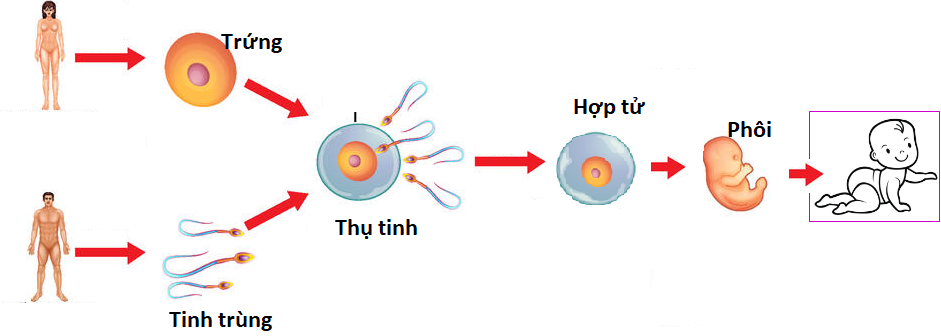 Trứng
Hợp tử
Phôi
Thụ tinh
Tinh trùng